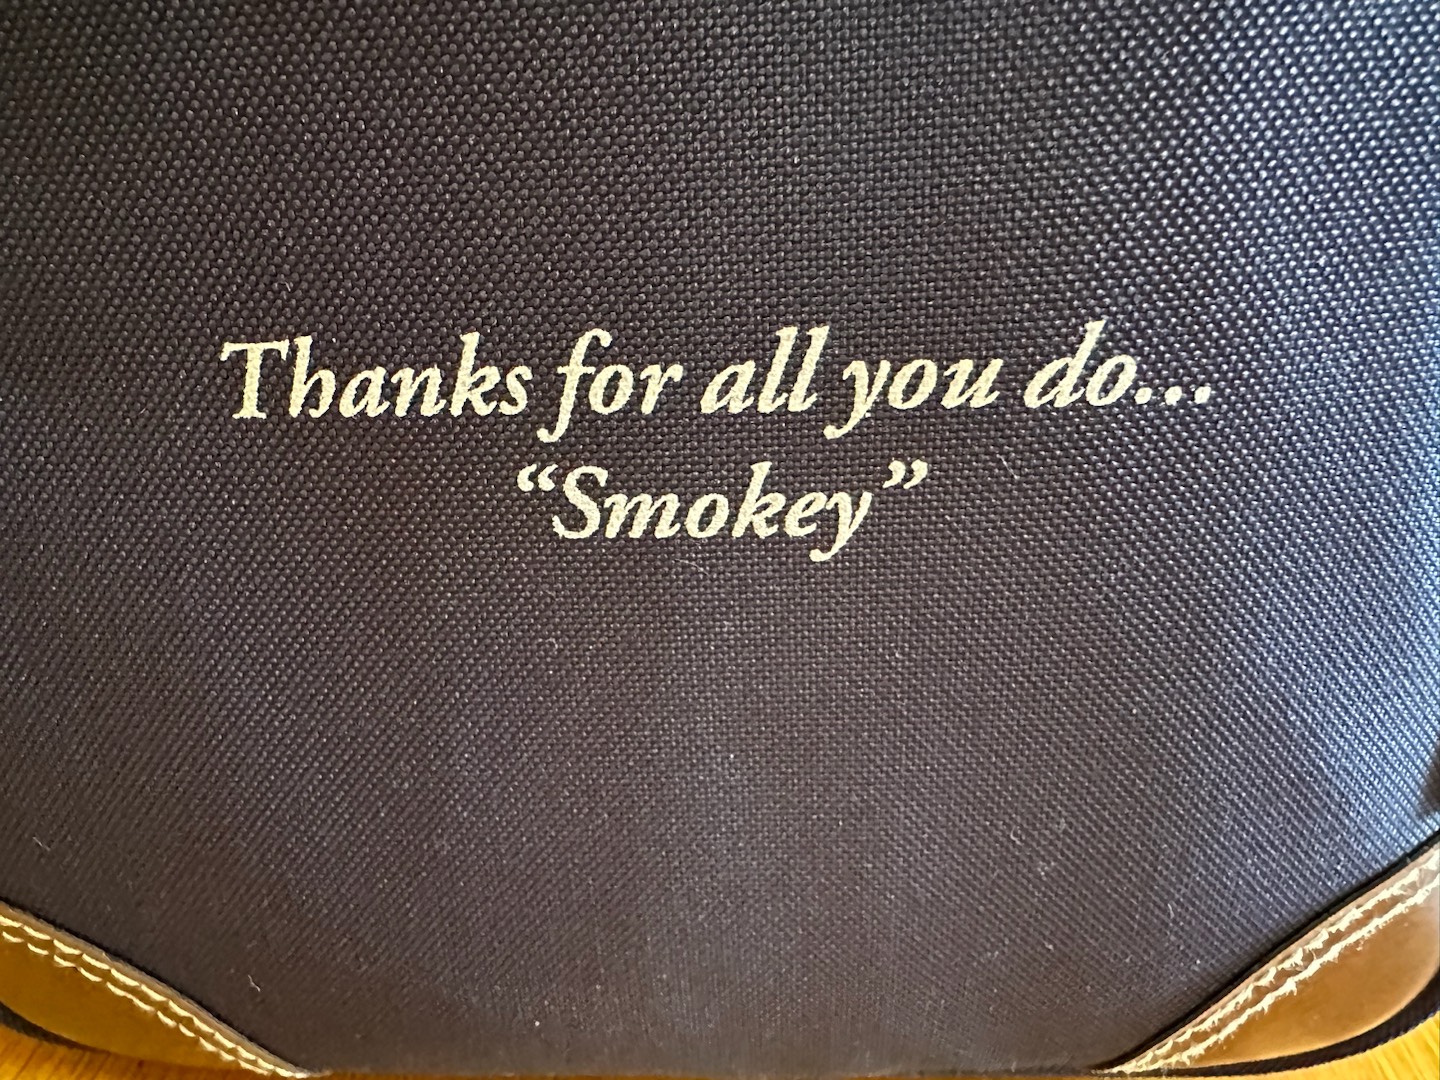 Thanks for all you do...
“Smokey”